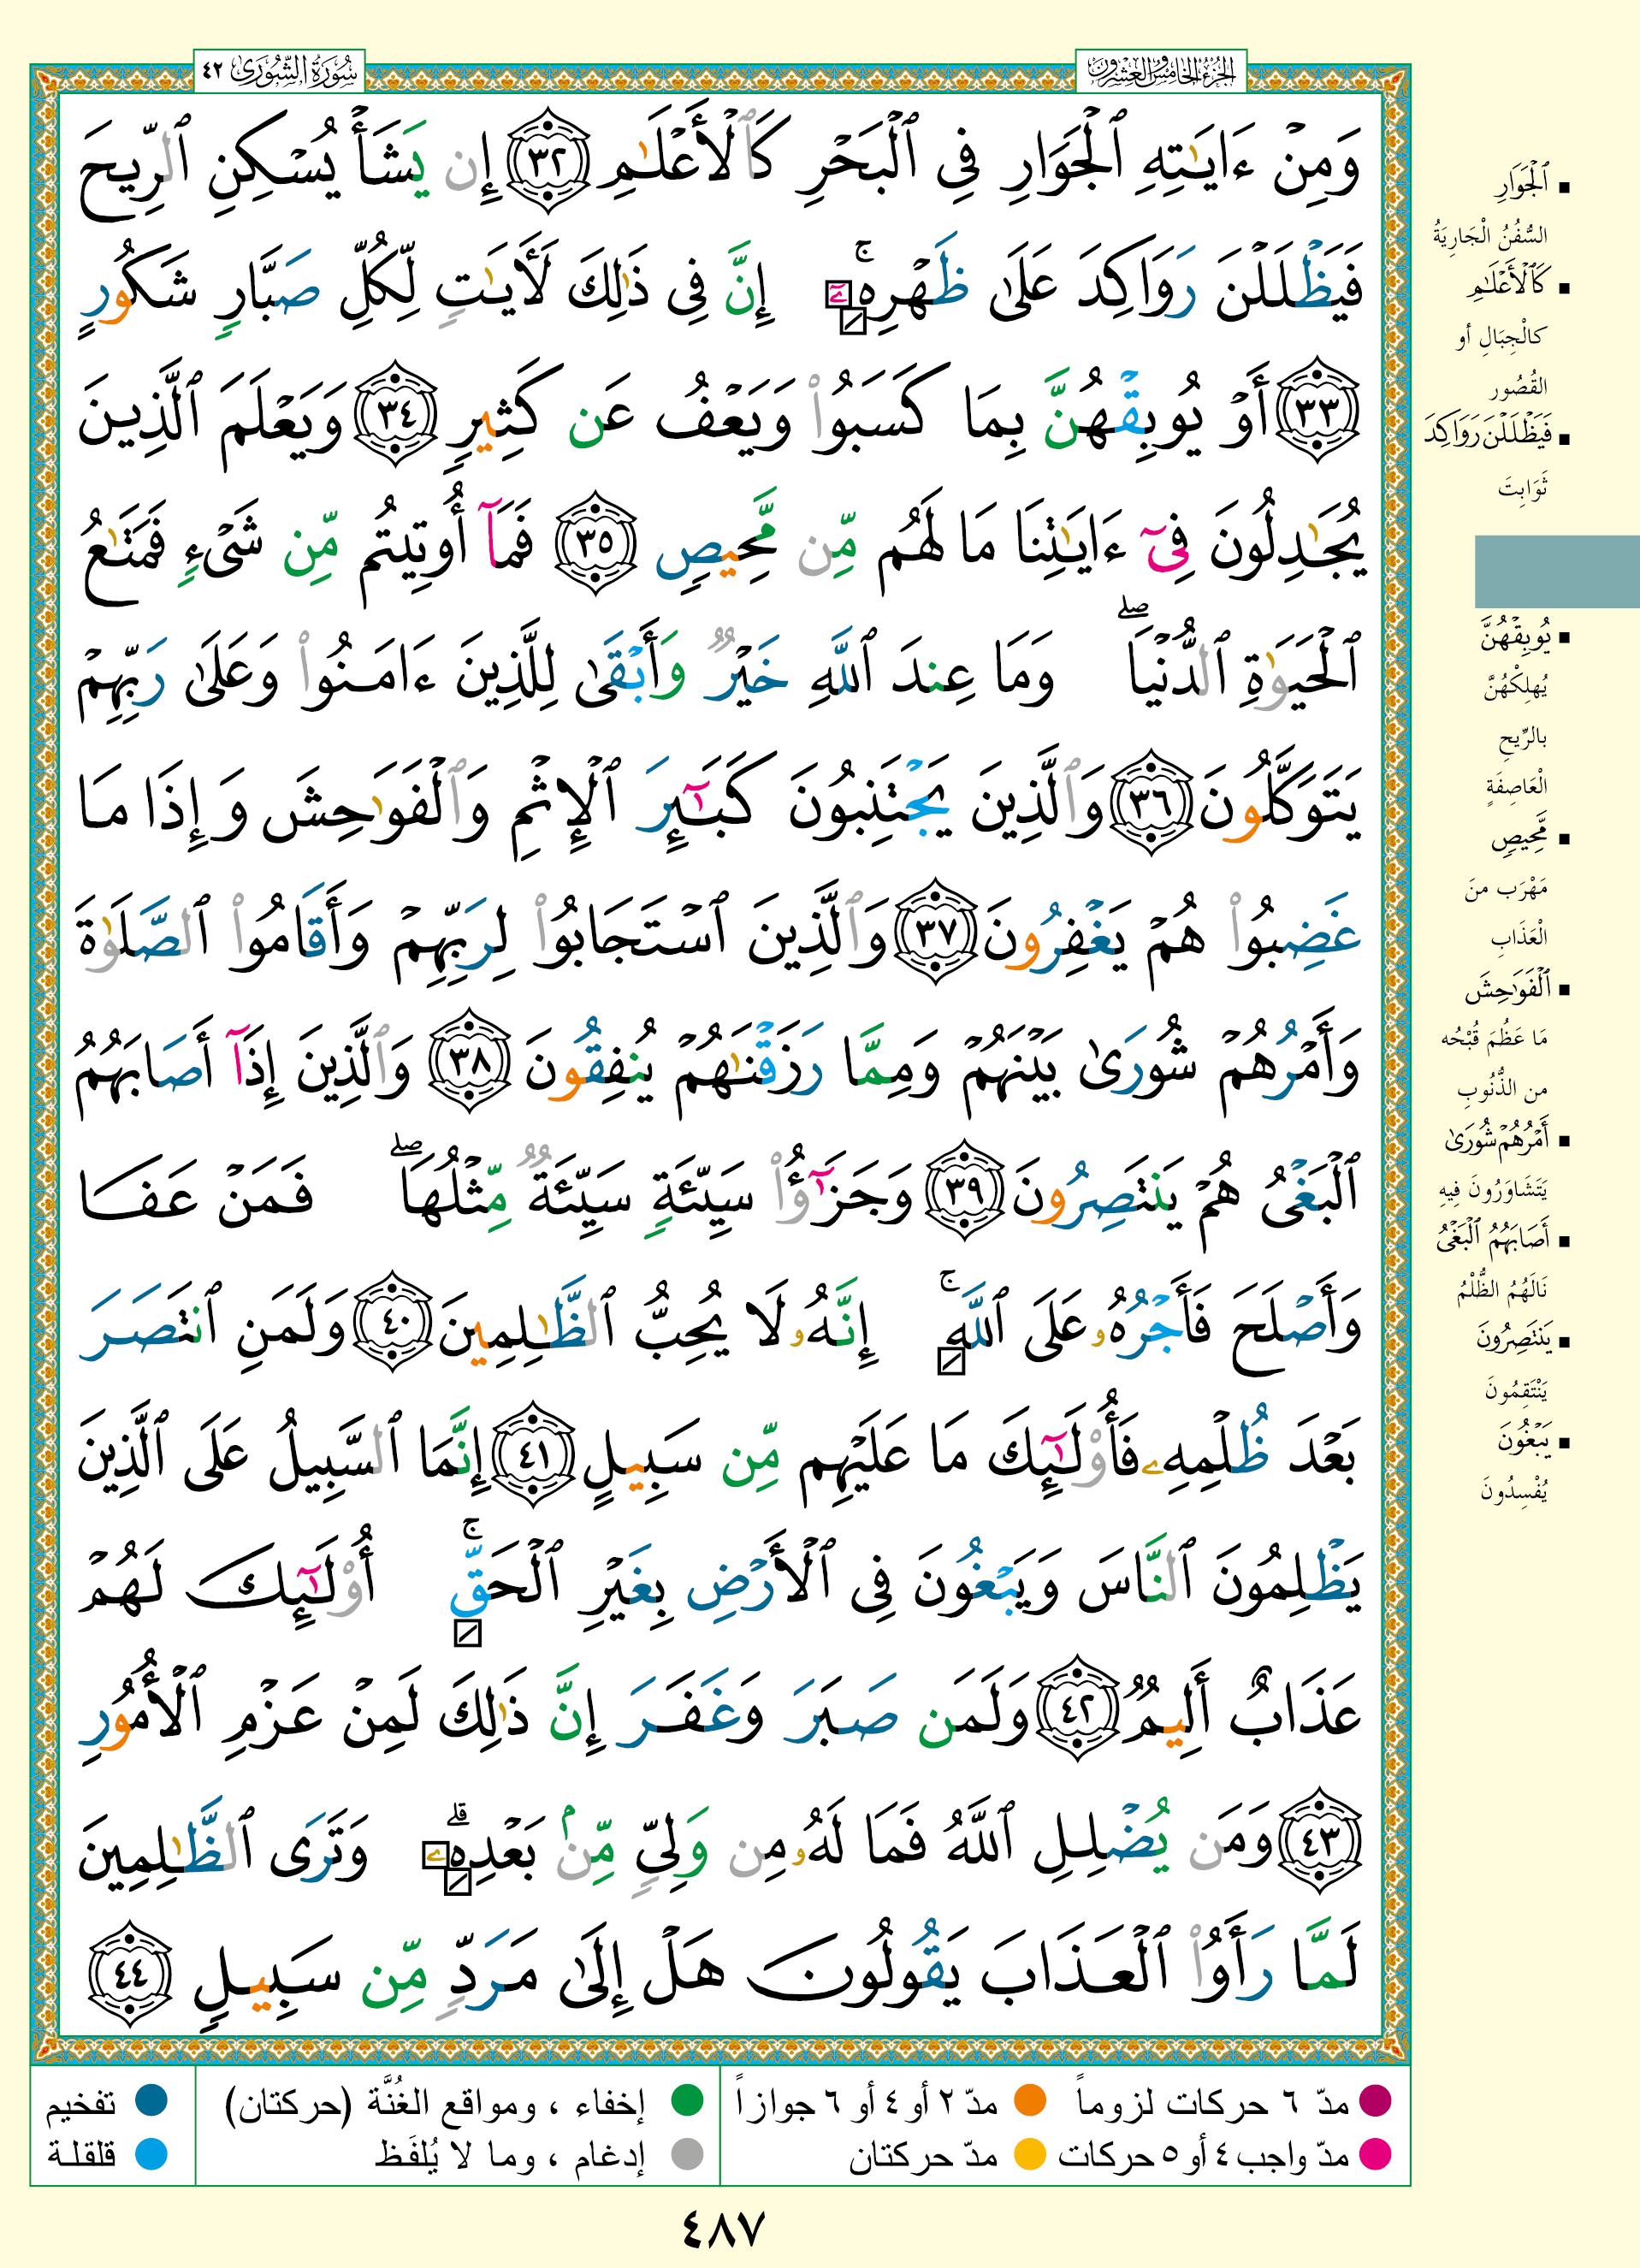 الجزء الخامس والعشرون
سُورَةُ الشُّورَىٰ ٤٢
وَمِنْ ءَايَٰتِهِ ٱلْجَوَارِ فِى ٱلْبَحْرِ كَٱلْأَعْلَٰمِ ٣٢ إِن يَشَأْ يُسْكِنِ ٱلرِّيحَ
فَيَظْلَلْنَ رَوَاكِدَ عَلَىٰ ظَهْرِهِۦٓ ۚ إِنَّ فِى ذَٰلِكَ لَءَايَٰتٍ لِّكُلِّ صَبَّارٍ شَكُورٍ
٣٣ أَوْ يُوبِقْهُنَّ بِمَا كَسَبُوا۟ وَيَعْفُ عَن كَثِيرٍ ٣٤ وَيَعْلَمَ ٱلَّذِينَ
يُجَٰدِلُونَ فِىٓ ءَايَٰتِنَا مَا لَهُم مِّن مَّحِيصٍ ٣٥ فَمَآ أُوتِيتُم مِّن شَىْءٍ فَمَتَٰعُ
ٱلْحَيَوٰةِ ٱلدُّنْيَا ۖ وَمَا عِندَ ٱللَّهِ خَيْرٌ وَأَبْقَىٰ لِلَّذِينَ ءَامَنُوا۟ وَعَلَىٰ رَبِّهِمْ
يَتَوَكَّلُونَ ٣٦ وَٱلَّذِينَ يَجْتَنِبُونَ كَبَٰٓئِرَ ٱلْإِثْمِ وَٱلْفَوَٰحِشَ وَإِذَا مَا
غَضِبُوا۟ هُمْ يَغْفِرُونَ ٣٧ وَٱلَّذِينَ ٱسْتَجَابُوا۟ لِرَبِّهِمْ وَأَقَامُوا۟ ٱلصَّلَوٰةَ
وَأَمْرُهُمْ شُورَىٰ بَيْنَهُمْ وَمِمَّا رَزَقْنَٰهُمْ يُنفِقُونَ ٣٨ وَٱلَّذِينَ إِذَآ أَصَابَهُمُ
ٱلْبَغْىُ هُمْ يَنتَصِرُونَ ٣٩ وَجَزَٰٓؤُا۟ سَيِّئَةٍ سَيِّئَةٌ مِّثْلُهَا ۖ فَمَنْ عَفَا
وَأَصْلَحَ فَأَجْرُهُۥ عَلَى ٱللَّهِ ۚ إِنَّهُۥ لَا يُحِبُّ ٱلظَّٰلِمِينَ ٤٠ وَلَمَنِ ٱنتَصَرَ
بَعْدَ ظُلْمِهِۦ فَأُو۟لَٰٓئِكَ مَا عَلَيْهِم مِّن سَبِيلٍ ٤١ إِنَّمَا ٱلسَّبِيلُ عَلَى ٱلَّذِينَ
يَظْلِمُونَ ٱلنَّاسَ وَيَبْغُونَ فِى ٱلْأَرْضِ بِغَيْرِ ٱلْحَقِّ ۚ أُو۟لَٰٓئِكَ لَهُمْ
عَذَابٌ أَلِيمٌ ٤٢ وَلَمَن صَبَرَ وَغَفَرَ إِنَّ ذَٰلِكَ لَمِنْ عَزْمِ ٱلْأُمُورِ
٤٣ وَمَن يُضْلِلِ ٱللَّهُ فَمَا لَهُۥ مِن وَلِىٍّ مِّنۢ بَعْدِهِۦ ۗ وَتَرَى ٱلظَّٰلِمِينَ
لَمَّا رَأَوُا۟ ٱلْعَذَابَ يَقُولُونَ هَلْ إِلَىٰ مَرَدٍّ مِّن سَبِيلٍ ٤٤
▪ ٱلْجَوَارِ
السُّفُنُ الْجَارِيَةُ
▪ كَٱلْأَعْلَٰمِ
كالْجِبَالِ أو
القُصُور
▪ فَيَظْلَلْنَ رَوَاكِدَ
ثَوَابِتَ
▪ يُوبِقْهُنَّ
يُهلِكْهُنَّ
بالرِّيحِ
الْعَاصِفَةِ
▪ مَّحِيصٍ
مَهْرَب منَ
الْعَذَابِ
▪ ٱلْفَوَٰحِشَ
مَا عَظُمَ قُبْحُه
من الذُّنُوبِ
▪ أَمْرُهُمْ شُورَىٰ
يَتَشَاوَرُونَ فِيهِ
▪ أَصَابَهُمُ ٱلْبَغْىُ
نَالَهُمُ الظُّلْمُ
▪ يَنتَصِرُونَ
يَنْتَقِمُونَ
▪ يَبْغُونَ
يُفْسِدُونَ
مدّ ٦ حركات لزوماً مدّ ٢ أو ٤ أو ٦ جوازاً إخفاء ، ومواقع الغُنَّة (حركتان) تفخيم
مدّ واجب ٤ أو ٥ حركات مدّ حركتان إدغام ، وما لا يُلفَظ قلقلة
٤٨٧